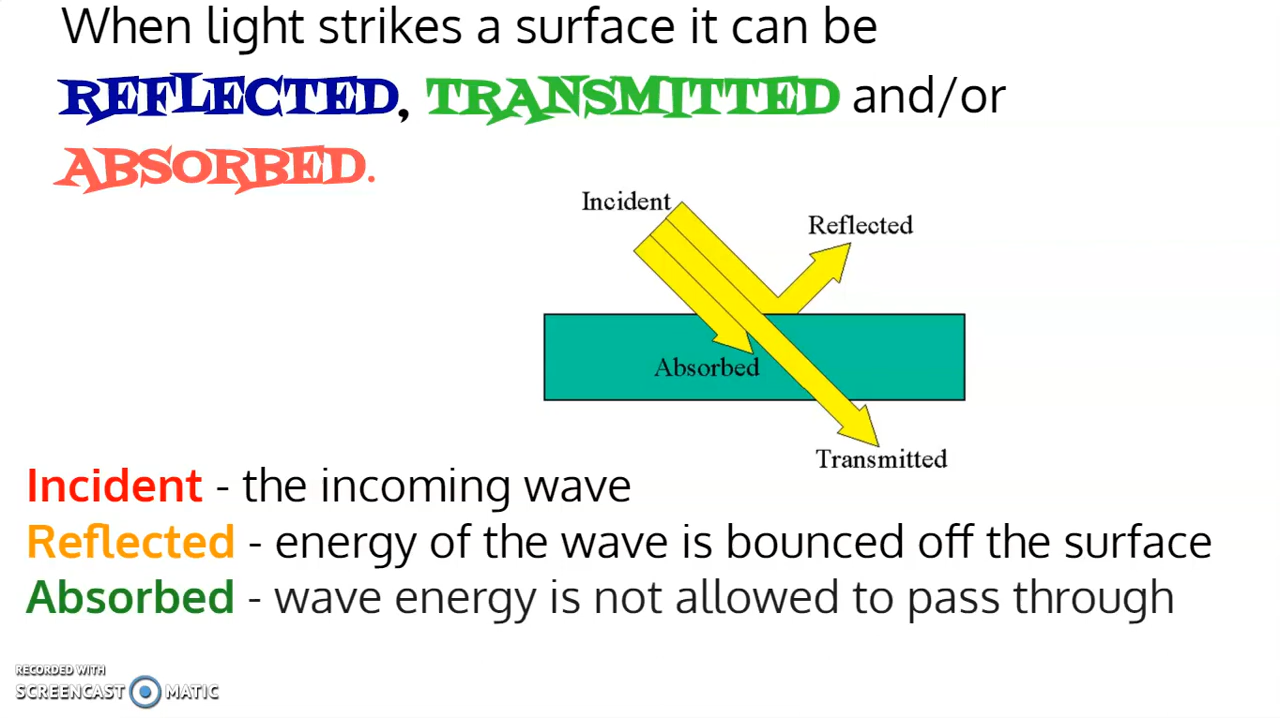 When light strikes a surface it can be
REFLECTED, TRANSMITTED and/or
ABSORBED.
Incident
Reflected
Absorbed
Transmitted
Incident - the incoming wave
Reflected - energy of the wave is bounced off the surface
Absorbed - wave energy is not allowed to pass through
RECORDED WITH
SCREENCAST MATIC